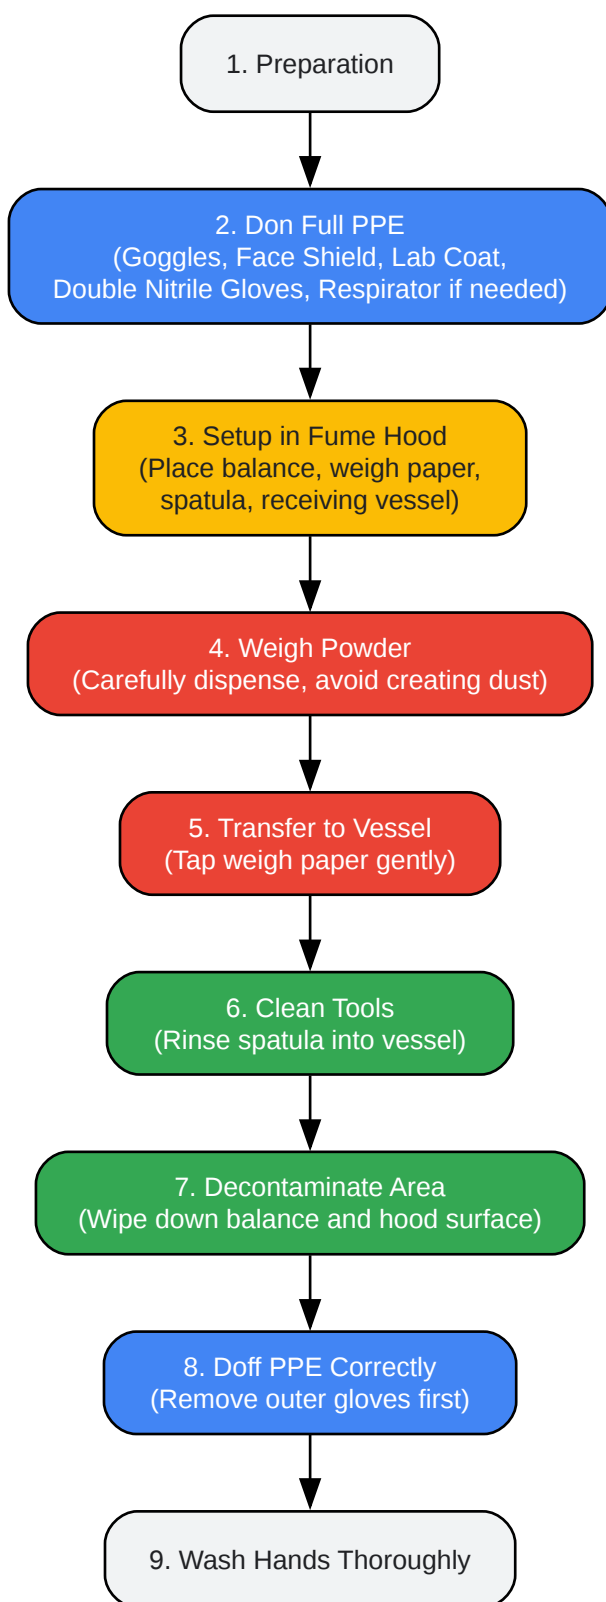 1. Preparation
2. Don Full PPE
(Goggles, Face Shield, Lab Coat,
Double Nitrile Gloves, Respirator if needed)
3. Setup in Fume Hood
(Place balance, weigh paper,
spatula, receiving vessel)
4. Weigh Powder
(Carefully dispense, avoid creating dust)
5. Transfer to Vessel
(Tap weigh paper gently)
6. Clean Tools
(Rinse spatula into vessel)
7. Decontaminate Area
(Wipe down balance and hood surface)
8. Doff PPE Correctly
(Remove outer gloves first)
9. Wash Hands Thoroughly